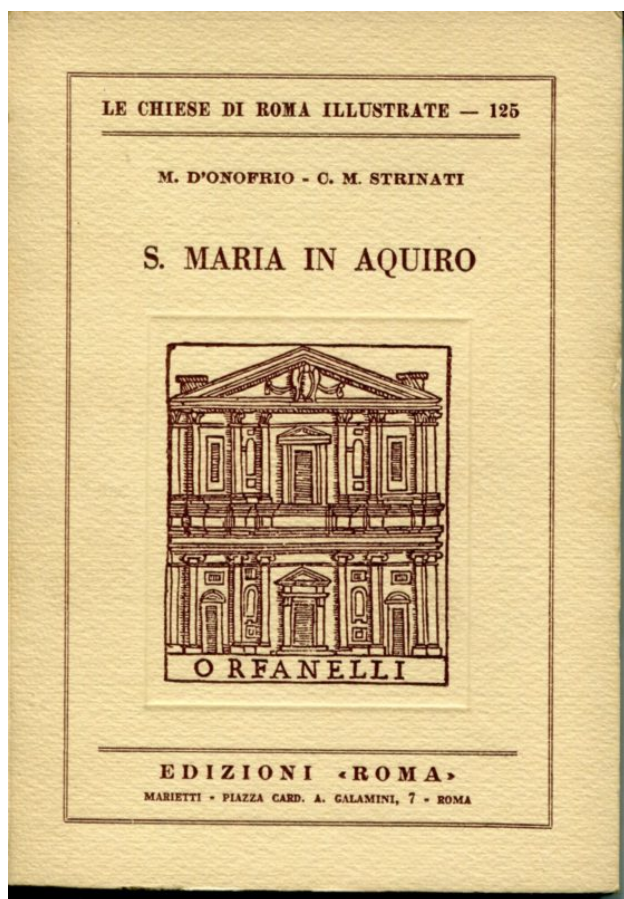 LE CHIESE DI ROMA ILLUSTRATE — 125
M. D'ONOFRIO - C. M. STRINATI
S. MARIA IN AQUIRO
ORFANELLI
EDIZIONI «ROMA»
MARIETTI - PIAZZA CARD. A. GALAMINI, 7 - ROMA